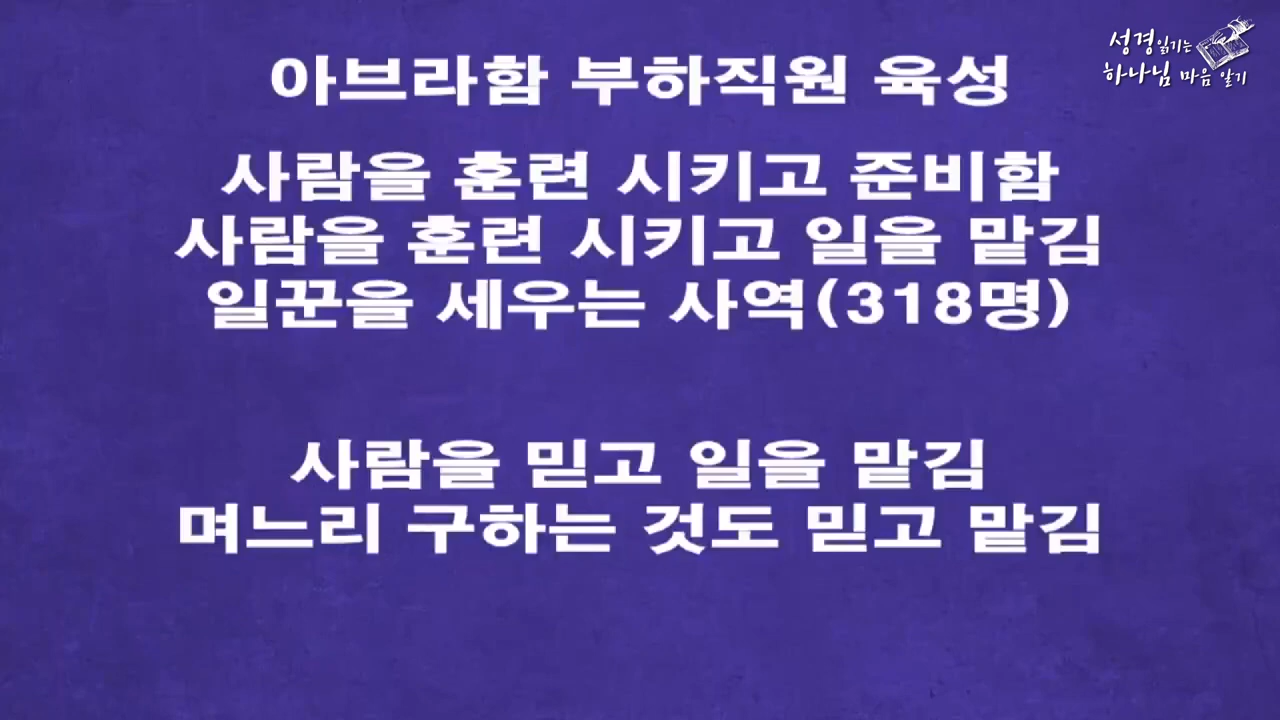 성경읽기는
하나님 마음 알기
아브라함 부하직원 육성
사람을 훈련 시키고 준비함
사람을 훈련 시키고 일을 맡김
일꾼을 세우는 사역(318명)
사람을 믿고 일을 맡김
며느리 구하는 것도 믿고 맡김